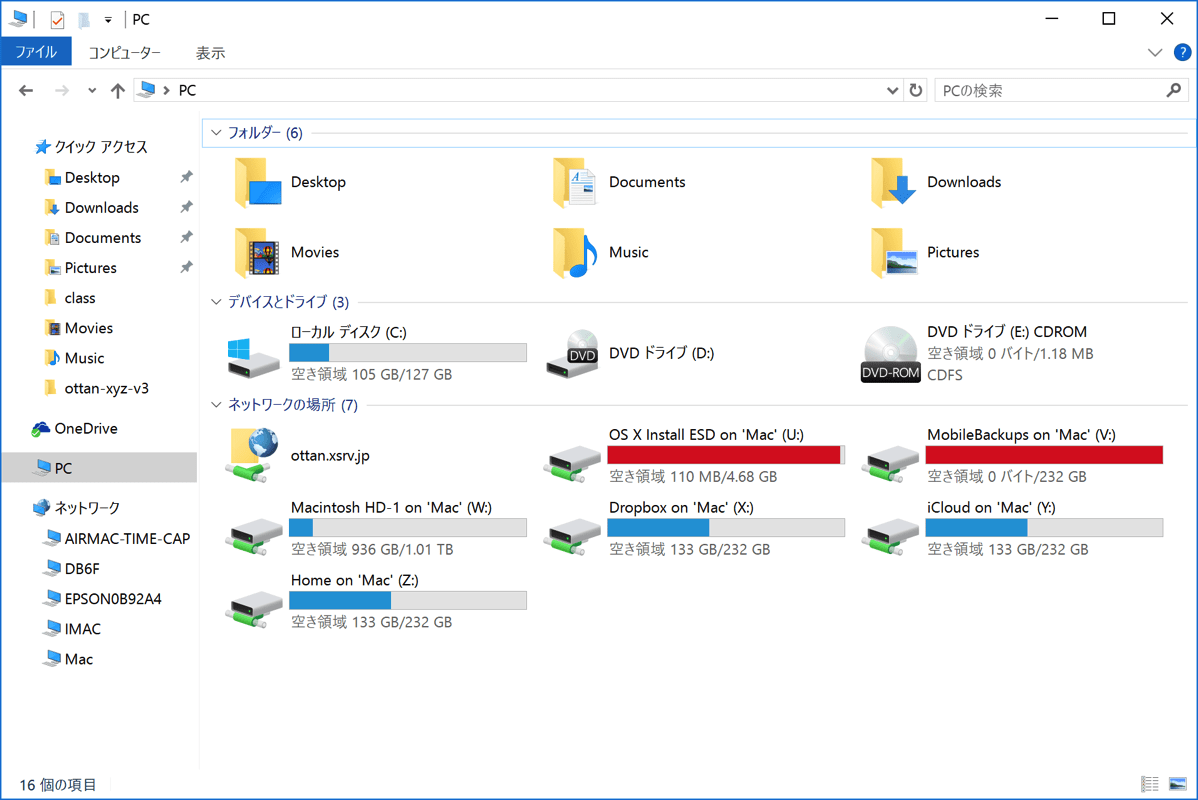 PC
ファイル コンピューター 表示
?
PC PCの検索
クイック アクセス
Desktop
Downloads
Documents
Pictures
class
Movies
Music
ottan-xyz-v3
OneDrive
PC
ネットワーク
AIRMAC-TIME-CAP
DB6F
EPSON0B92A4
IMAC
Mac
フォルダー (6)
Desktop
Documents
A
Downloads
Movies
Music
Pictures
デバイスとドライブ (3)
ローカル ディスク (C:)
空き領域 105 GB/127 GB
DVD
DVD ドライブ (D:)
DVD-ROM
DVD ドライブ (E:) CDROM
空き領域 0 バイト/1.18 MB
CDFS
ネットワークの場所 (7)
ottan.xsrv.jp
OS X Install ESD on 'Mac' (U:)
空き領域 110 MB/4.68 GB
MobileBackups on 'Mac' (V:)
空き領域 0 バイト/232 GB
Macintosh HD-1 on 'Mac' (W:)
空き領域 936 GB/1.01 TB
Dropbox on 'Mac' (X:)
空き領域 133 GB/232 GB
iCloud on 'Mac' (Y:)
空き領域 133 GB/232 GB
Home on 'Mac' (Z:)
空き領域 133 GB/232 GB
16 個の項目